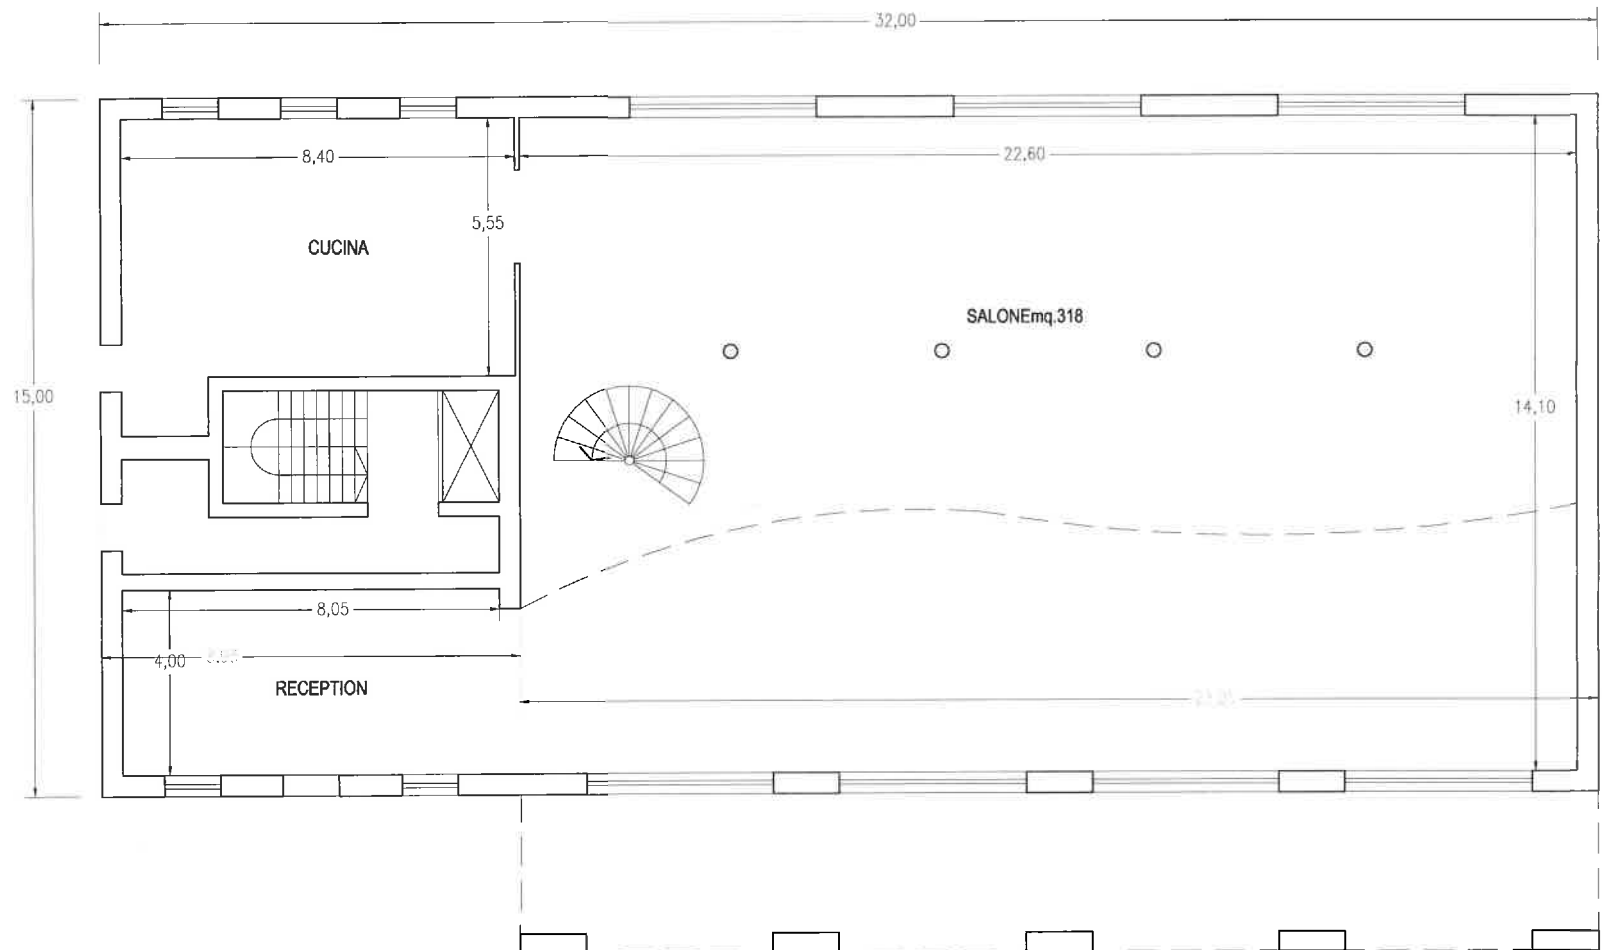 32,00
8,40
22,60
5,55
CUCINA
SALONEmq.318
15,00
14,10
8,05
4,00
RECEPTION